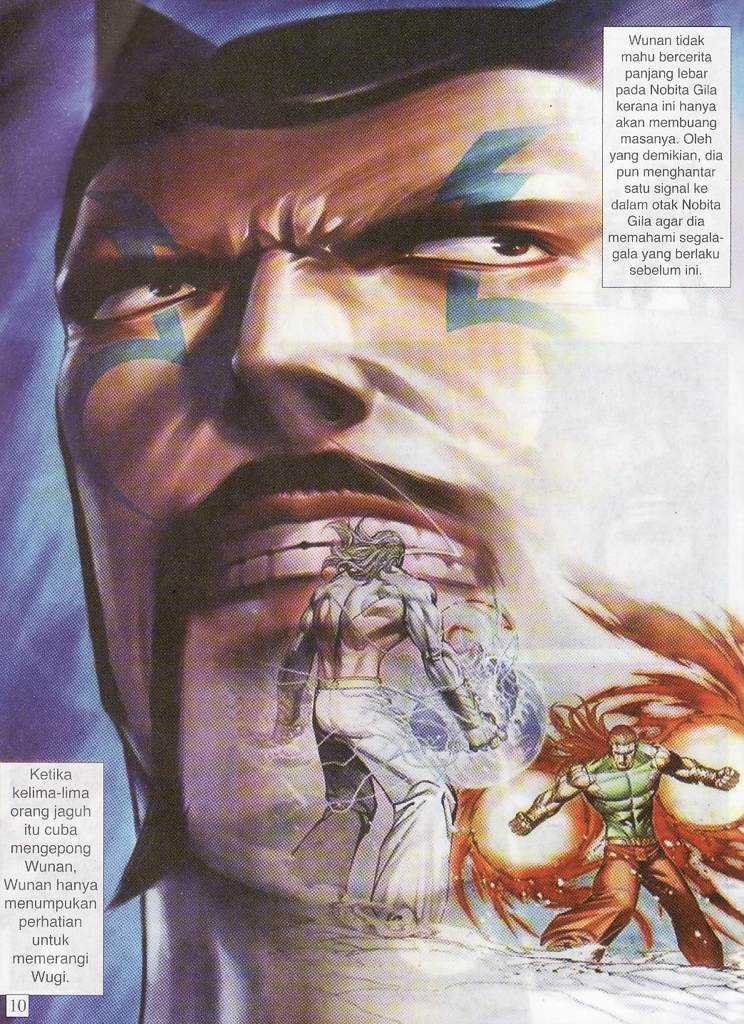 Wunan tidak
mahu bercerita
panjang lebar
pada Nobita Gila
kerana ini hanya
akan membuang
masanya. Oleh
yang demikian, dia
pun menghantar
satu signal ke
dalam otak Nobita
Gila agar dia
memahami segala-
gala yang berlaku
sebelum ini.
Ketika
kelima-lima
orang jaguh
itu cuba
mengepong
Wunan,
Wunan hanya
menumpukan
perhatian
untuk
memerangi
Wugi.
10